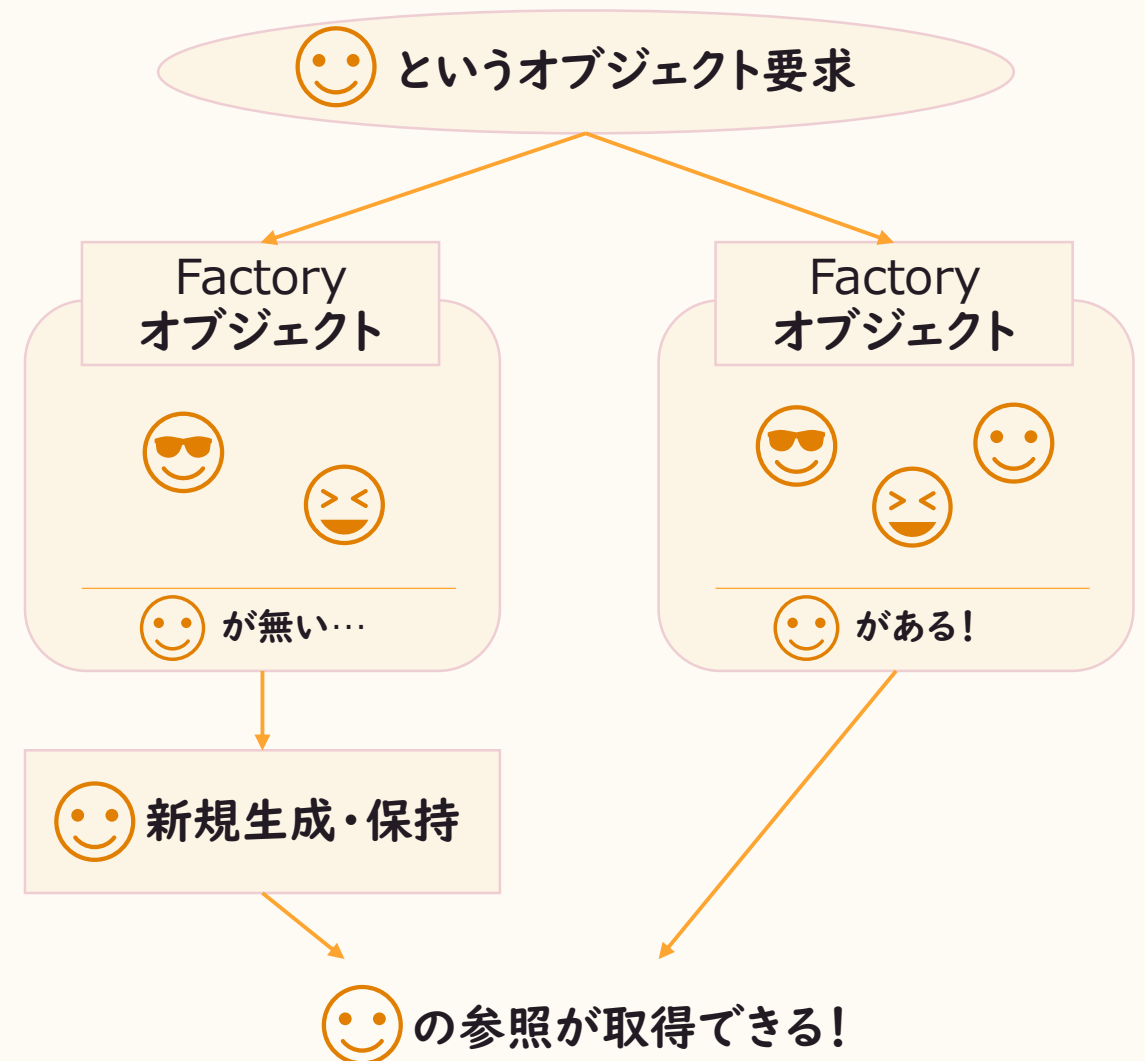 というオブジェクト要求
Factory
オブジェクト
Factory
オブジェクト
が無い…
がある！
新規生成・保持
の参照が取得できる！